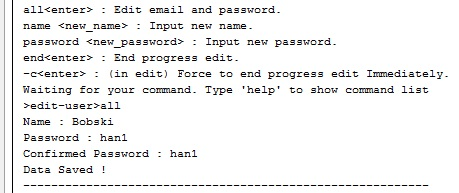 all<enter> : Edit email and password.
name <new_name> : Input new name.
password <new_password> : Input new password.
end<enter> : End progress edit.
-c<enter> : (in edit) Force to end progress edit Immediately.
Waiting for your command. Type 'help' to show command list
>edit-user>all
Name : Bobski
Password : han1
Confirmed Password : han1
Data Saved !
------------------------------------------------------------